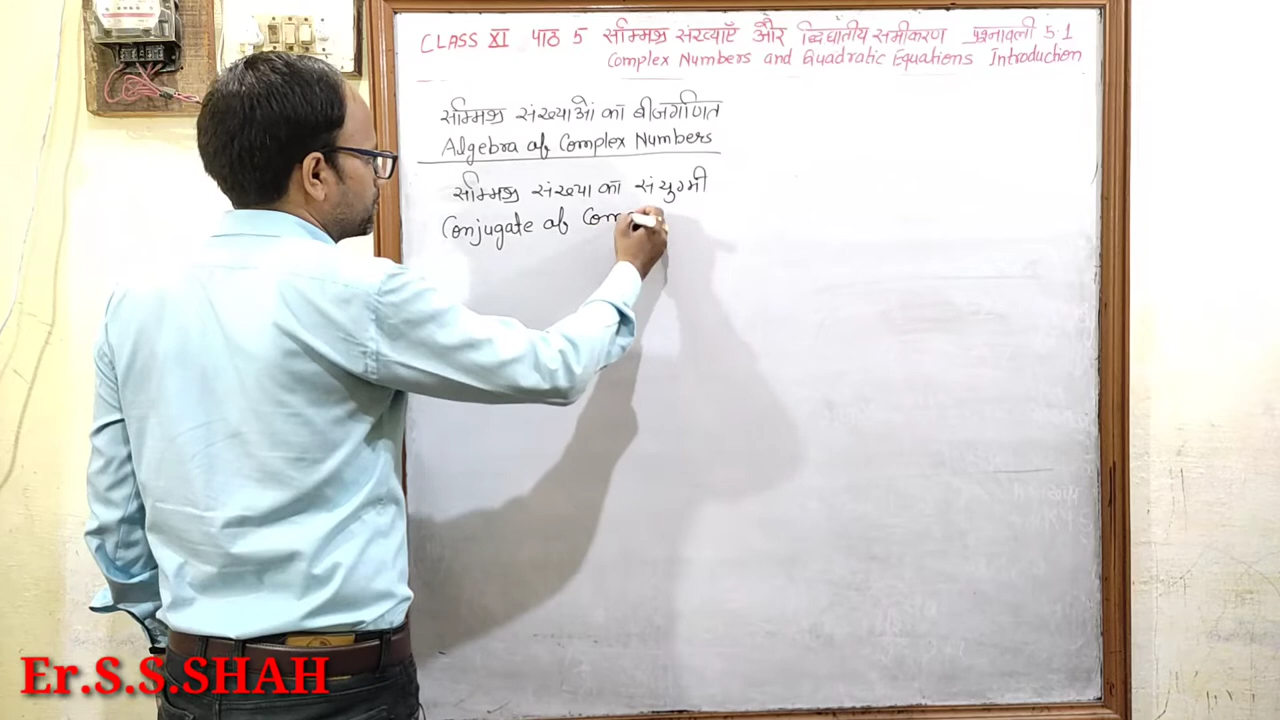 CLASS XI पाठ 5 सम्मिश्र संख्याएँ और द्विघातीय समीकरण प्रश्नावली 5.1
Complex Numbers and Quadratic Equations Introduction
सम्मिश्र संख्याओं का बीजगणित
Algebra of Complex Numbers
सम्मिश्र संख्या का संयुग्मी
Conjugate of Com
Er.S.S.SHAH